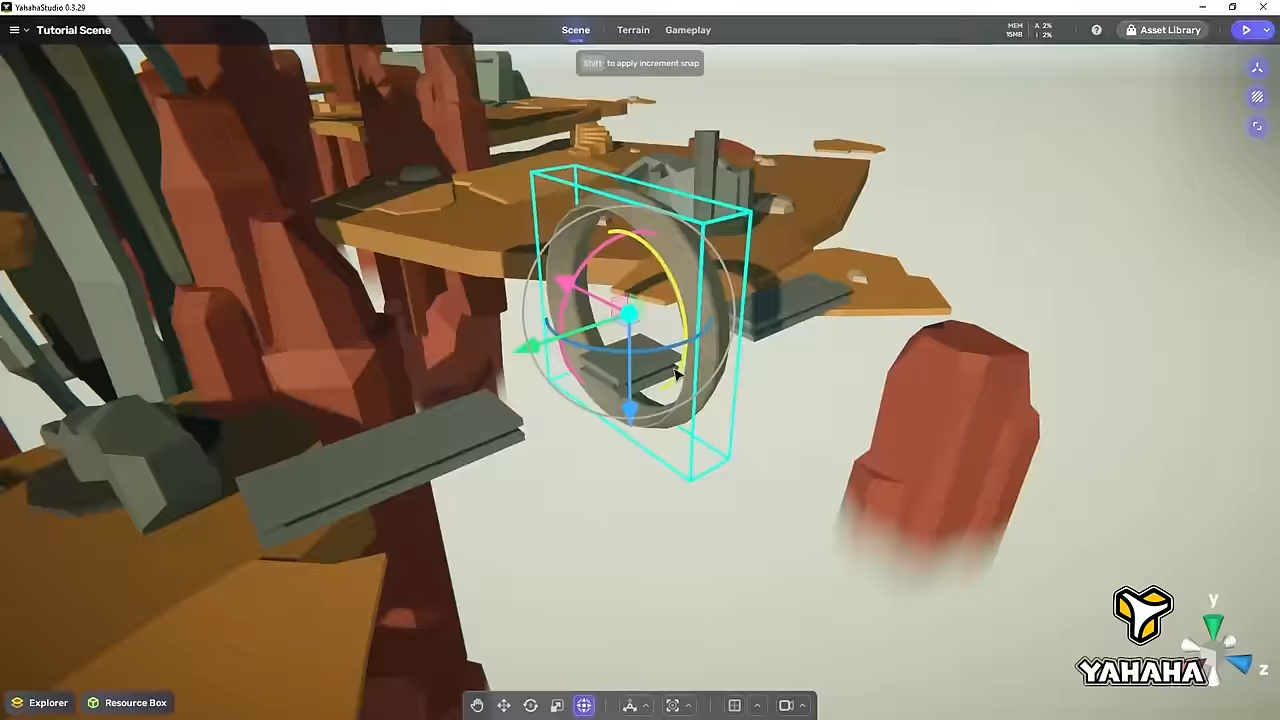 YahahaStudio 0.3.29
Tutorial Scene
Scene
Terrain
Gameplay
MEM
15MB
A 2%
I 2%
Asset Library
Shift to apply increment snap
YAHAHA
y
z
Explorer
Resource Box